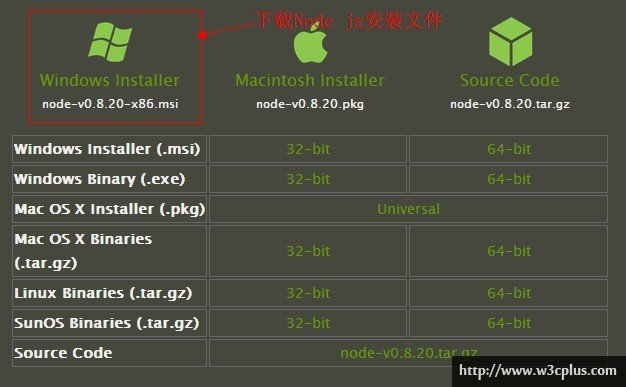 下载Node js安装文件
Windows Installer
node-v0.8.20-x86.msi
Macintosh Installer
node-v0.8.20.pkg
Source Code
node-v0.8.20.tar.gz
Windows Installer (.msi) 32-bit 64-bit
Windows Binary (.exe) 32-bit 64-bit
Mac OS X Installer (.pkg) Universal
Mac OS X Binaries
(.tar.gz) 32-bit 64-bit
Linux Binaries (.tar.gz) 32-bit 64-bit
SunOS Binaries (.tar.gz) 32-bit 64-bit
Source Code node-v0.8.20.tar.gz
http://www.w3cplus.com